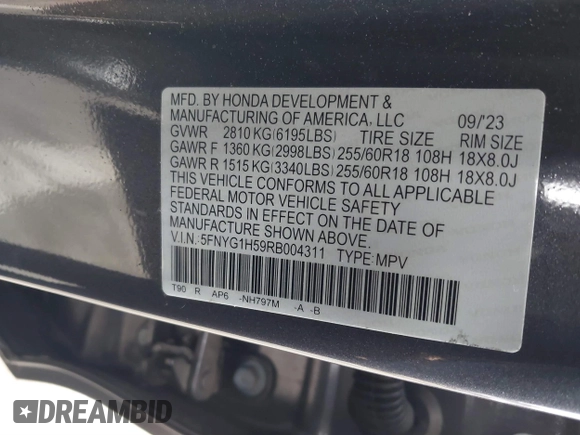 MFD. BY HONDA DEVELOPMENT &
MANUFACTURING OF AMERICA, LLC 09/'23
GVWR 2810 KG(6195LBS) TIRE SIZE RIM SIZE
GAWR F 1360 KG(2998LBS) 255/60R18 108H 18X8.0J
GAWR R 1515 KG(3340LBS) 255/60R18 108H 18X8.0J
THIS VEHICLE CONFORMS TO ALL APPLICABLE
FEDERAL MOTOR VEHICLE SAFETY
STANDARDS IN EFFECT ON THE DATE OF
MANUFACTURE SHOWN ABOVE.
V.I.N. 5FNYG1H59RB004311 TYPE: MPV
T90 R AP6 -NH797M -A -B
DREAMBID